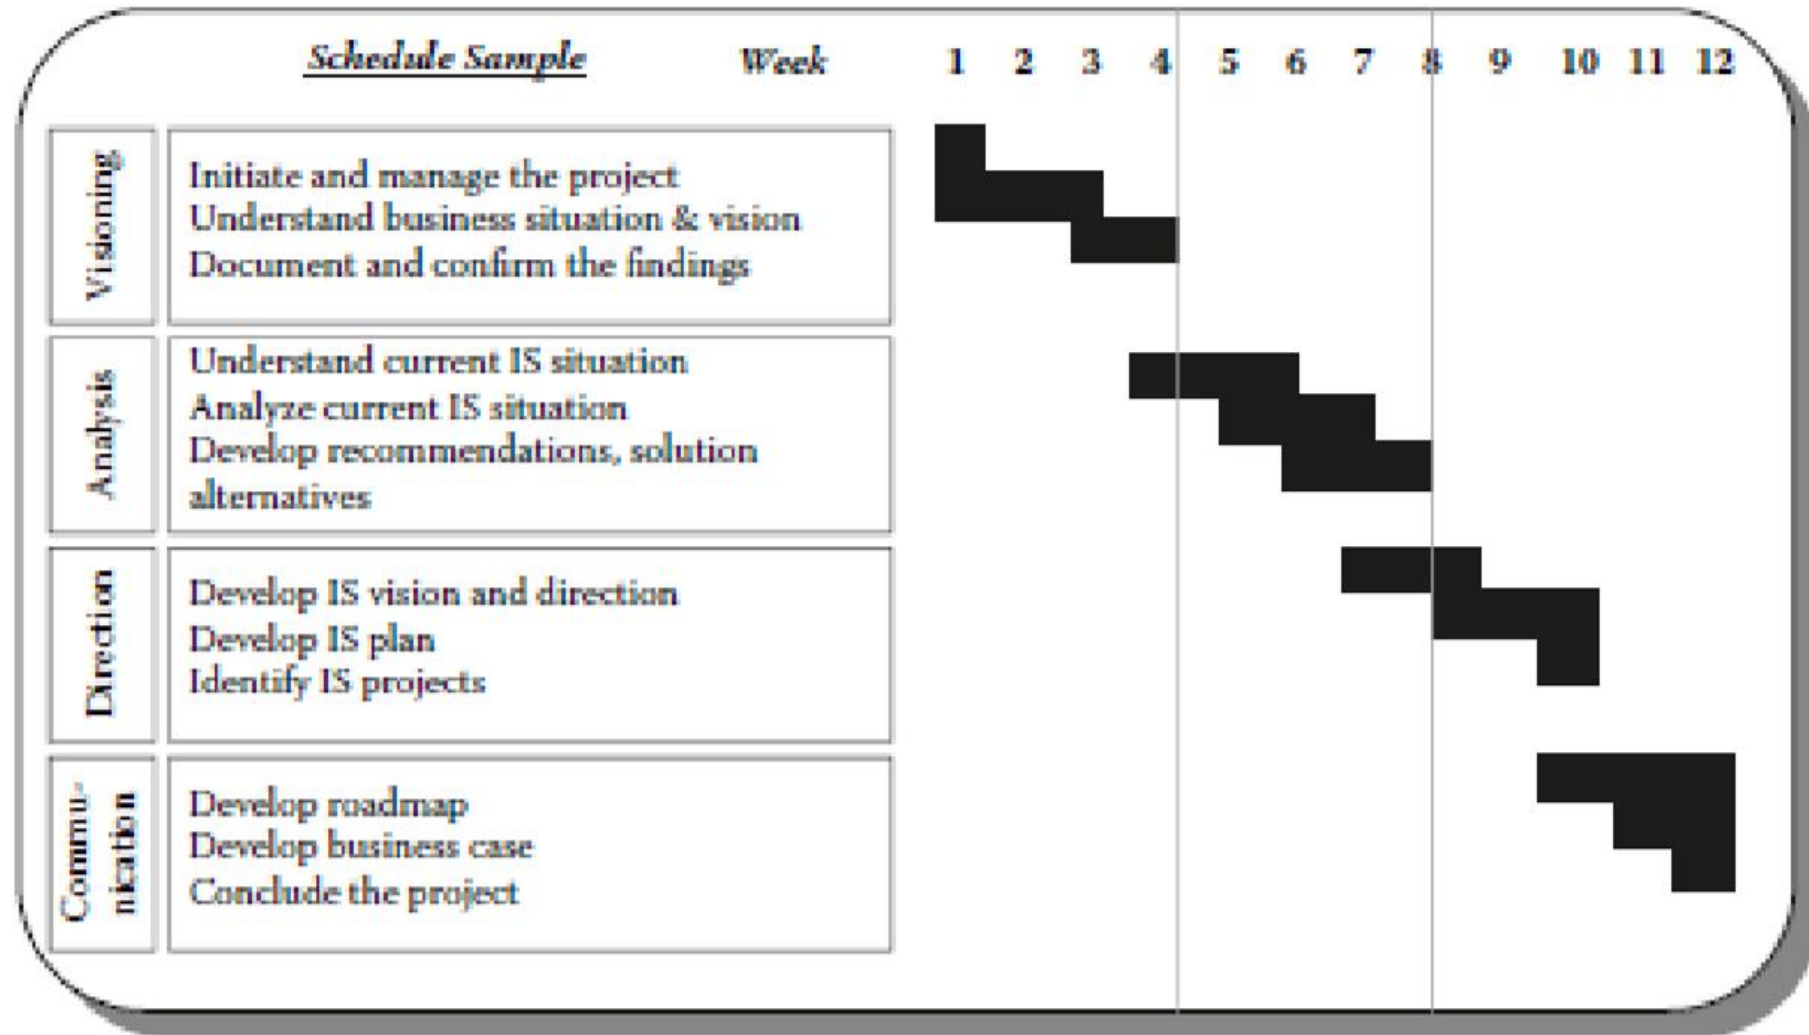 Schedule Sample Week 1 2 3 4 5 6 7 8 9 10 11 12
Visioning
Initiate and manage the project
Understand business situation & vision
Document and confirm the findings
Analysis
Understand current IS situation
Analyze current IS situation
Develop recommendations, solution
alternatives
Direction
Develop IS vision and direction
Develop IS plan
Identify IS projects
Commu-
nication
Develop roadmap
Develop business case
Conclude the project